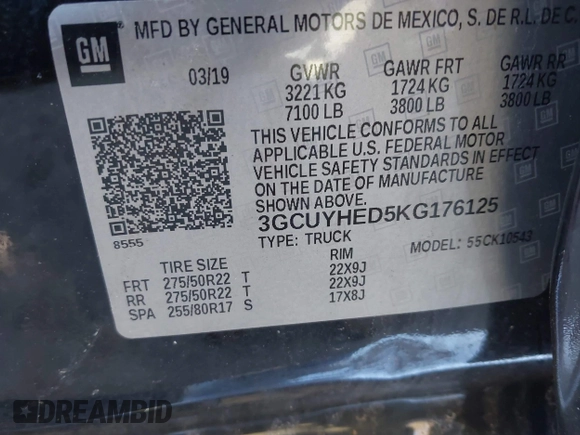 GM
MFD BY GENERAL MOTORS DE MEXICO, S. DE R.L. DE C.
03/19 GVWR GAWR FRT GAWR RR
3221 KG 1724 KG 1724 KG
7100 LB 3800 LB 3800 LB
THIS VEHICLE CONFORMS TO ALL
APPLICABLE U.S. FEDERAL MOTOR
VEHICLE SAFETY STANDARDS IN EFFECT
ON THE DATE OF MANUFACTURE
SHOWN ABOVE.
3GCUYHED5KG176125
8555
TYPE: TRUCK MODEL: 55CK10543
TIRE SIZE RIM
FRT 275/50R22 T 22X9J
RR 275/50R22 T 22X9J
SPA 255/80R17 S 17X8J
DREAMBID